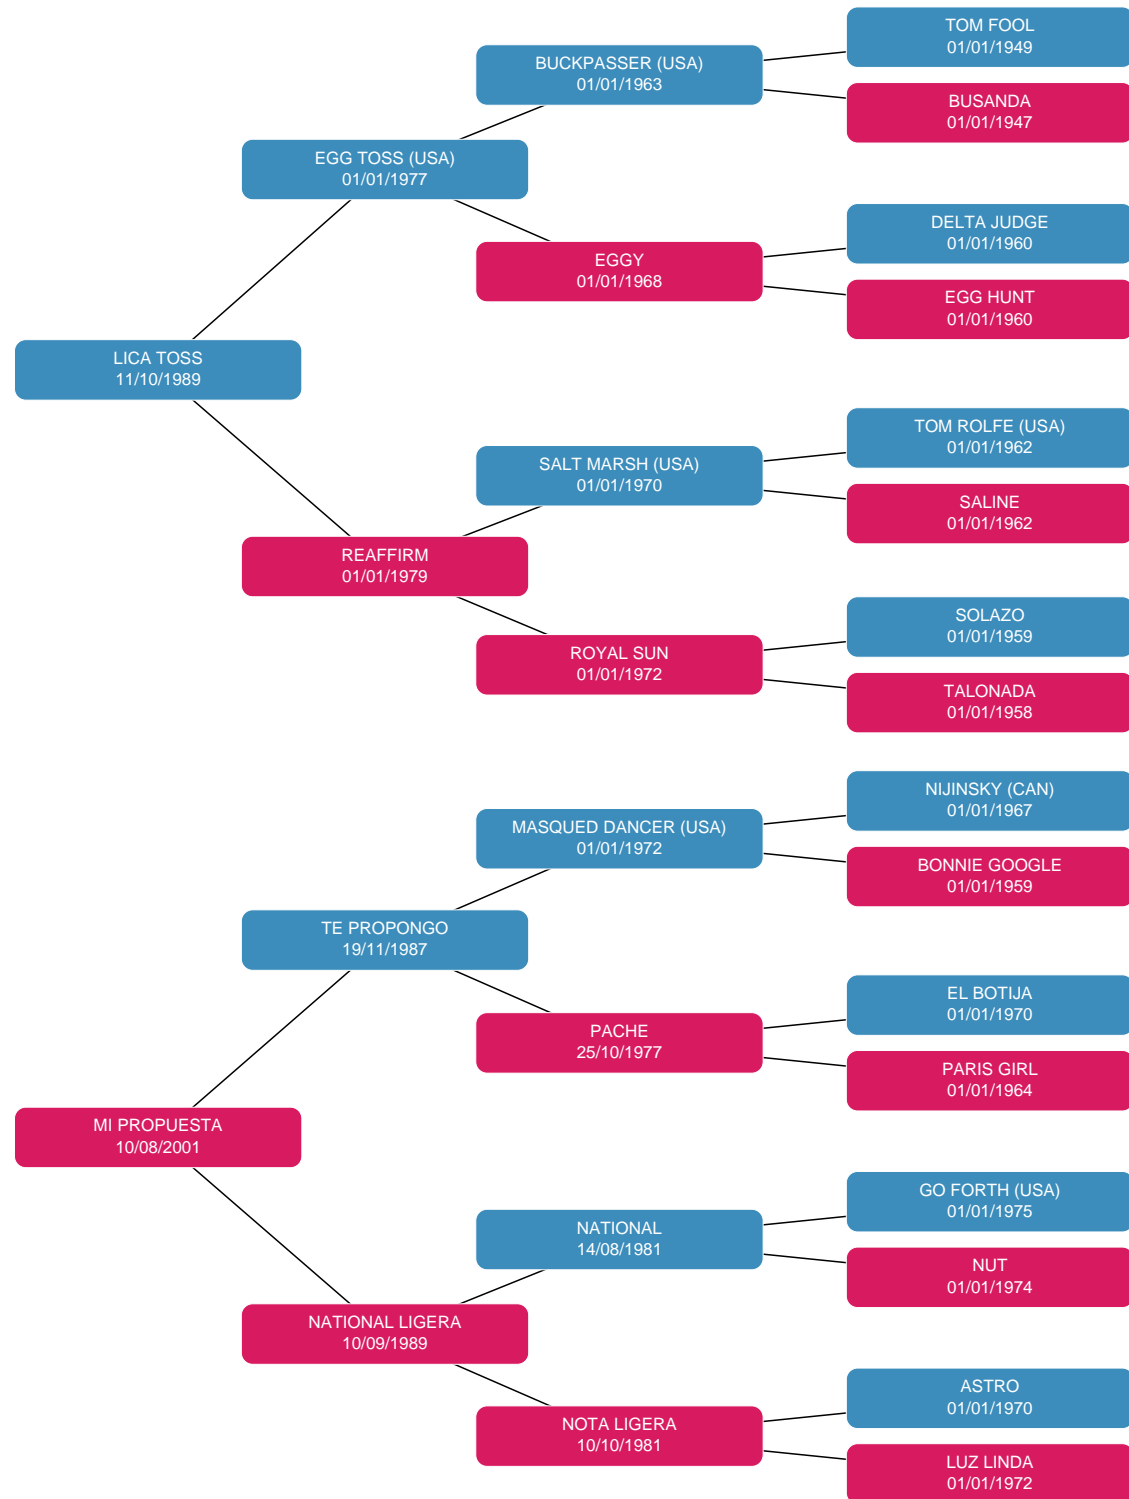 TOM FOOL
01/01/1949
BUCKPASSER (USA)
01/01/1963
BUSANDA
01/01/1947
EGG TOSS (USA)
01/01/1977
DELTA JUDGE
01/01/1960
EGGY
01/01/1968
EGG HUNT
01/01/1960
LICA TOSS
11/10/1989
TOM ROLFE (USA)
01/01/1962
SALT MARSH (USA)
01/01/1970
SALINE
01/01/1962
REAFFIRM
01/01/1979
SOLAZO
01/01/1959
ROYAL SUN
01/01/1972
TALONADA
01/01/1958
NIJINSKY (CAN)
01/01/1967
MASQUED DANCER (USA)
01/01/1972
BONNIE GOOGLE
01/01/1959
TE PROPONGO
19/11/1987
EL BOTIJA
01/01/1970
PACHE
25/10/1977
PARIS GIRL
01/01/1964
MI PROPUESTA
10/08/2001
GO FORTH (USA)
01/01/1975
NATIONAL
14/08/1981
NUT
01/01/1974
NATIONAL LIGERA
10/09/1989
ASTRO
01/01/1970
NOTA LIGERA
10/10/1981
LUZ LINDA
01/01/1972